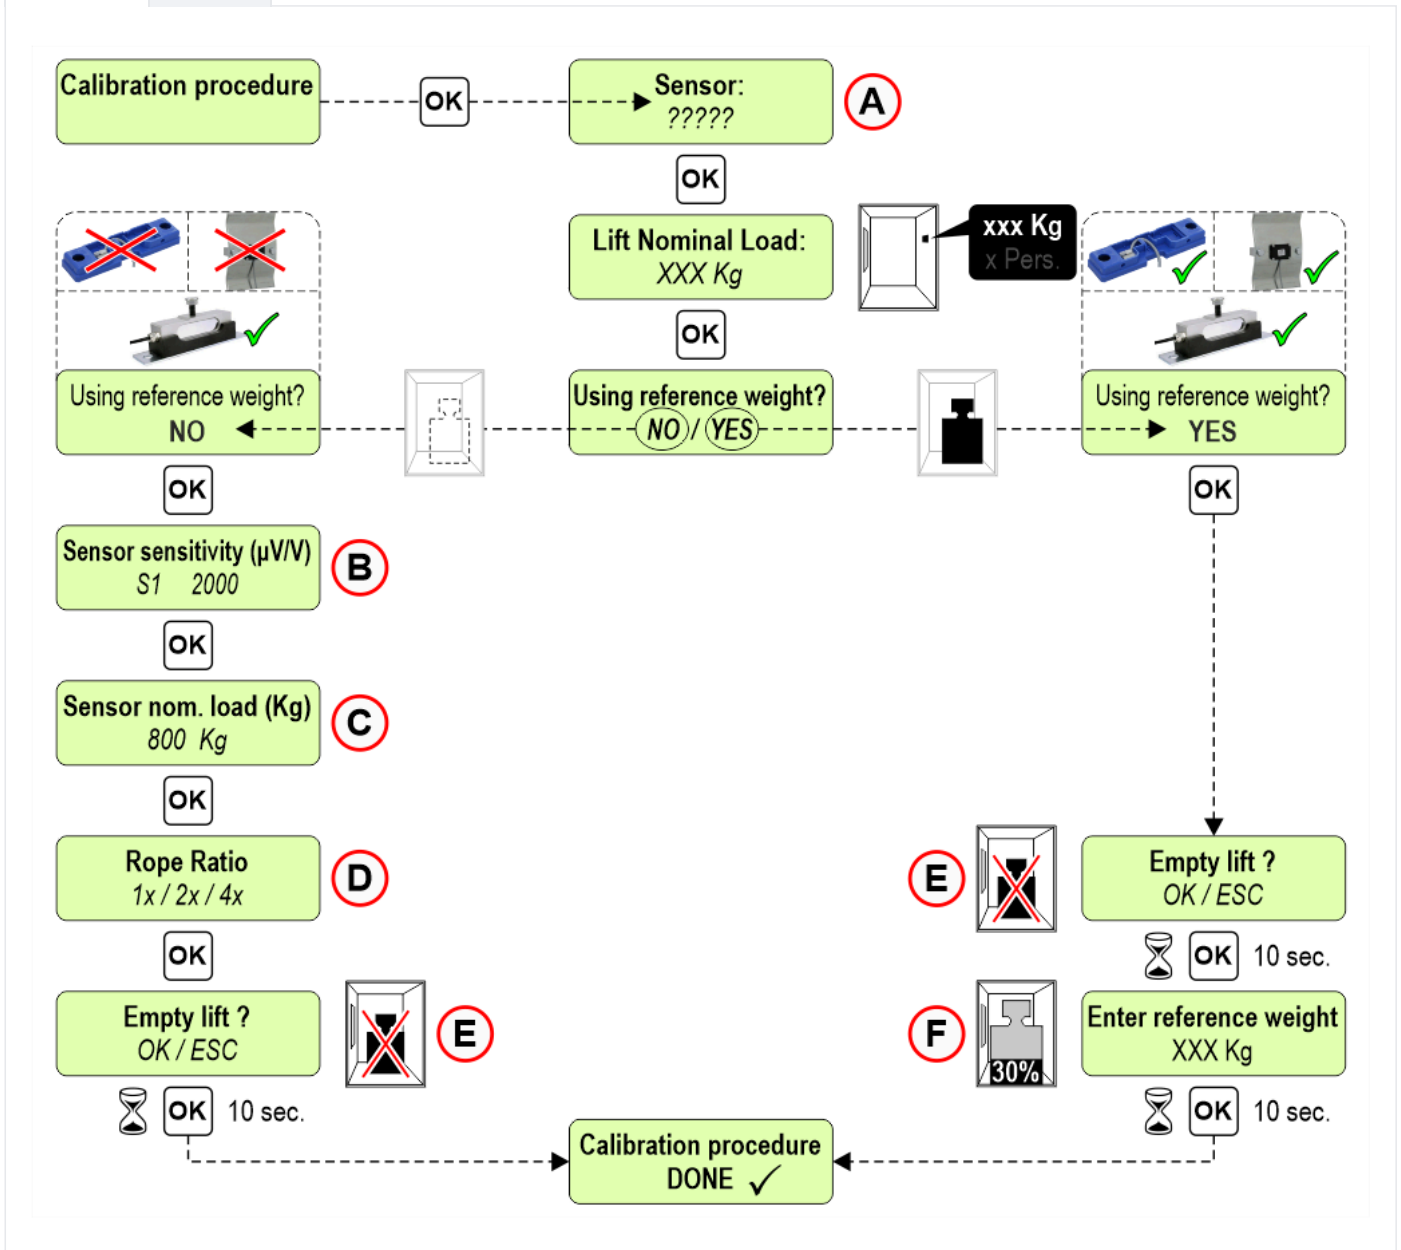 Calibration procedure
OK
Sensor:
?????
A
OK
Lift Nominal Load:
XXX Kg
xxx Kg
x Pers.
OK
Using reference weight?
NO
Using reference weight?
NO / YES
Using reference weight?
YES
OK
OK
Sensor sensitivity (µV/V)
S1 2000
B
OK
Sensor nom. load (Kg)
800 Kg
C
OK
Rope Ratio
1x / 2x / 4x
D
E
Empty lift ?
OK / ESC
OK
OK 10 sec.
Empty lift ?
OK / ESC
E
F
30%
Enter reference weight
XXX Kg
OK 10 sec.
OK 10 sec.
Calibration procedure
DONE ✓